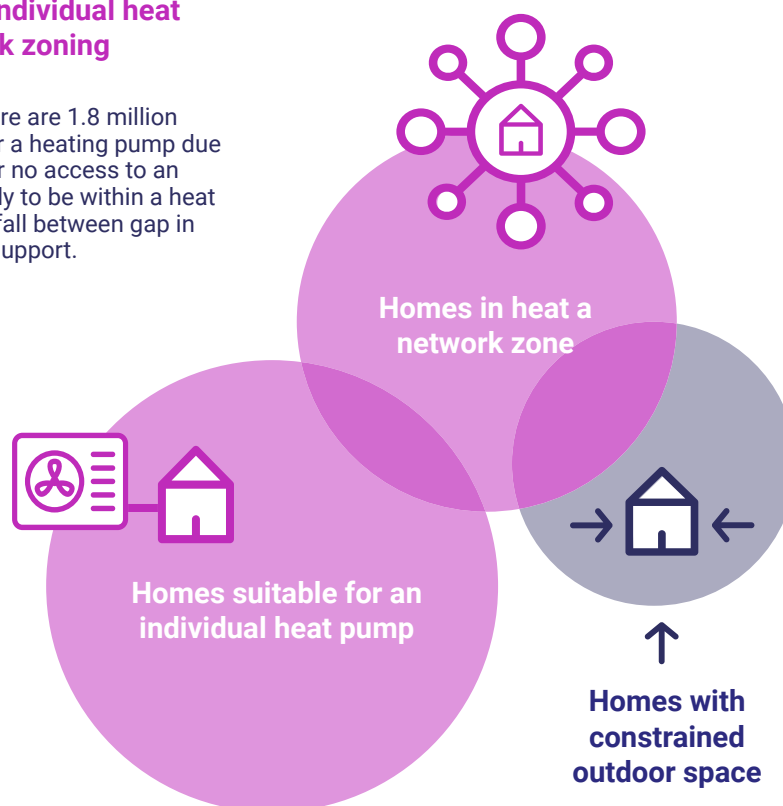 ndividual heat
k zoning
re are 1.8 million
r a heating pump due
r no access to an
ly to be within a heat
fall between gap in
support.
Homes in heat a
network zone
Homes suitable for an
individual heat pump
Homes with
constrained
outdoor space